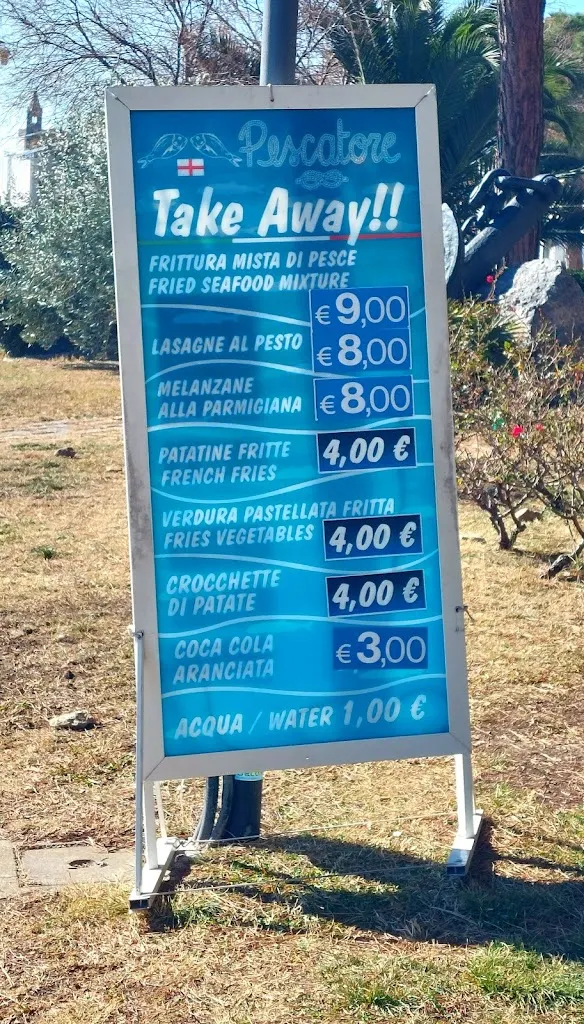 Pescatore
Take Away!!
FRITTURA MISTA DI PESCE
FRIED SEAFOOD MIXTURE
€ 9,00
LASAGNE AL PESTO € 8,00
MELANZANE
ALLA PARMIGIANA € 8,00
PATATINE FRITTE
FRENCH FRIES 4,00 €
VERDURA PASTELLATA FRITTA
FRIES VEGETABLES 4,00 €
CROCCHETTE
DI PATATE 4,00 €
COCA COLA
ARANCIATA € 3,00
ACQUA / WATER 1,00 €